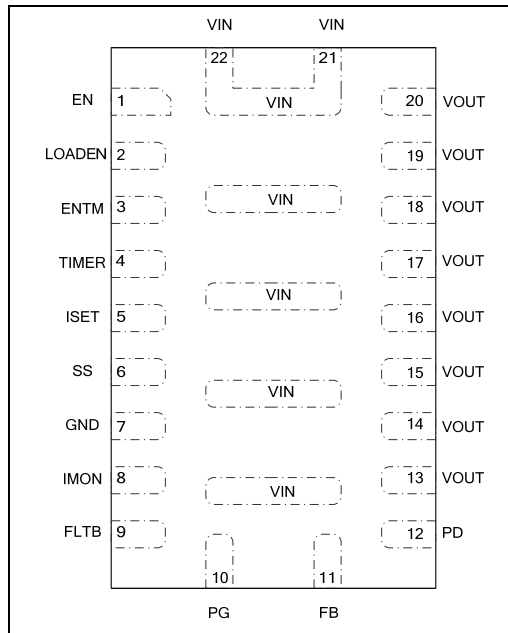 VIN VIN
22 21
EN 1 VIN 20 VOUT
LOADEN 2 19 VOUT
ENTM 3 VIN 18 VOUT
TIMER 4 17 VOUT
VIN
ISET 5 16 VOUT
SS 6 15 VOUT
VIN
GND 7 14 VOUT
IMON 8 13 VOUT
VIN
FLTB 9 12 PD
10 11
PG FB